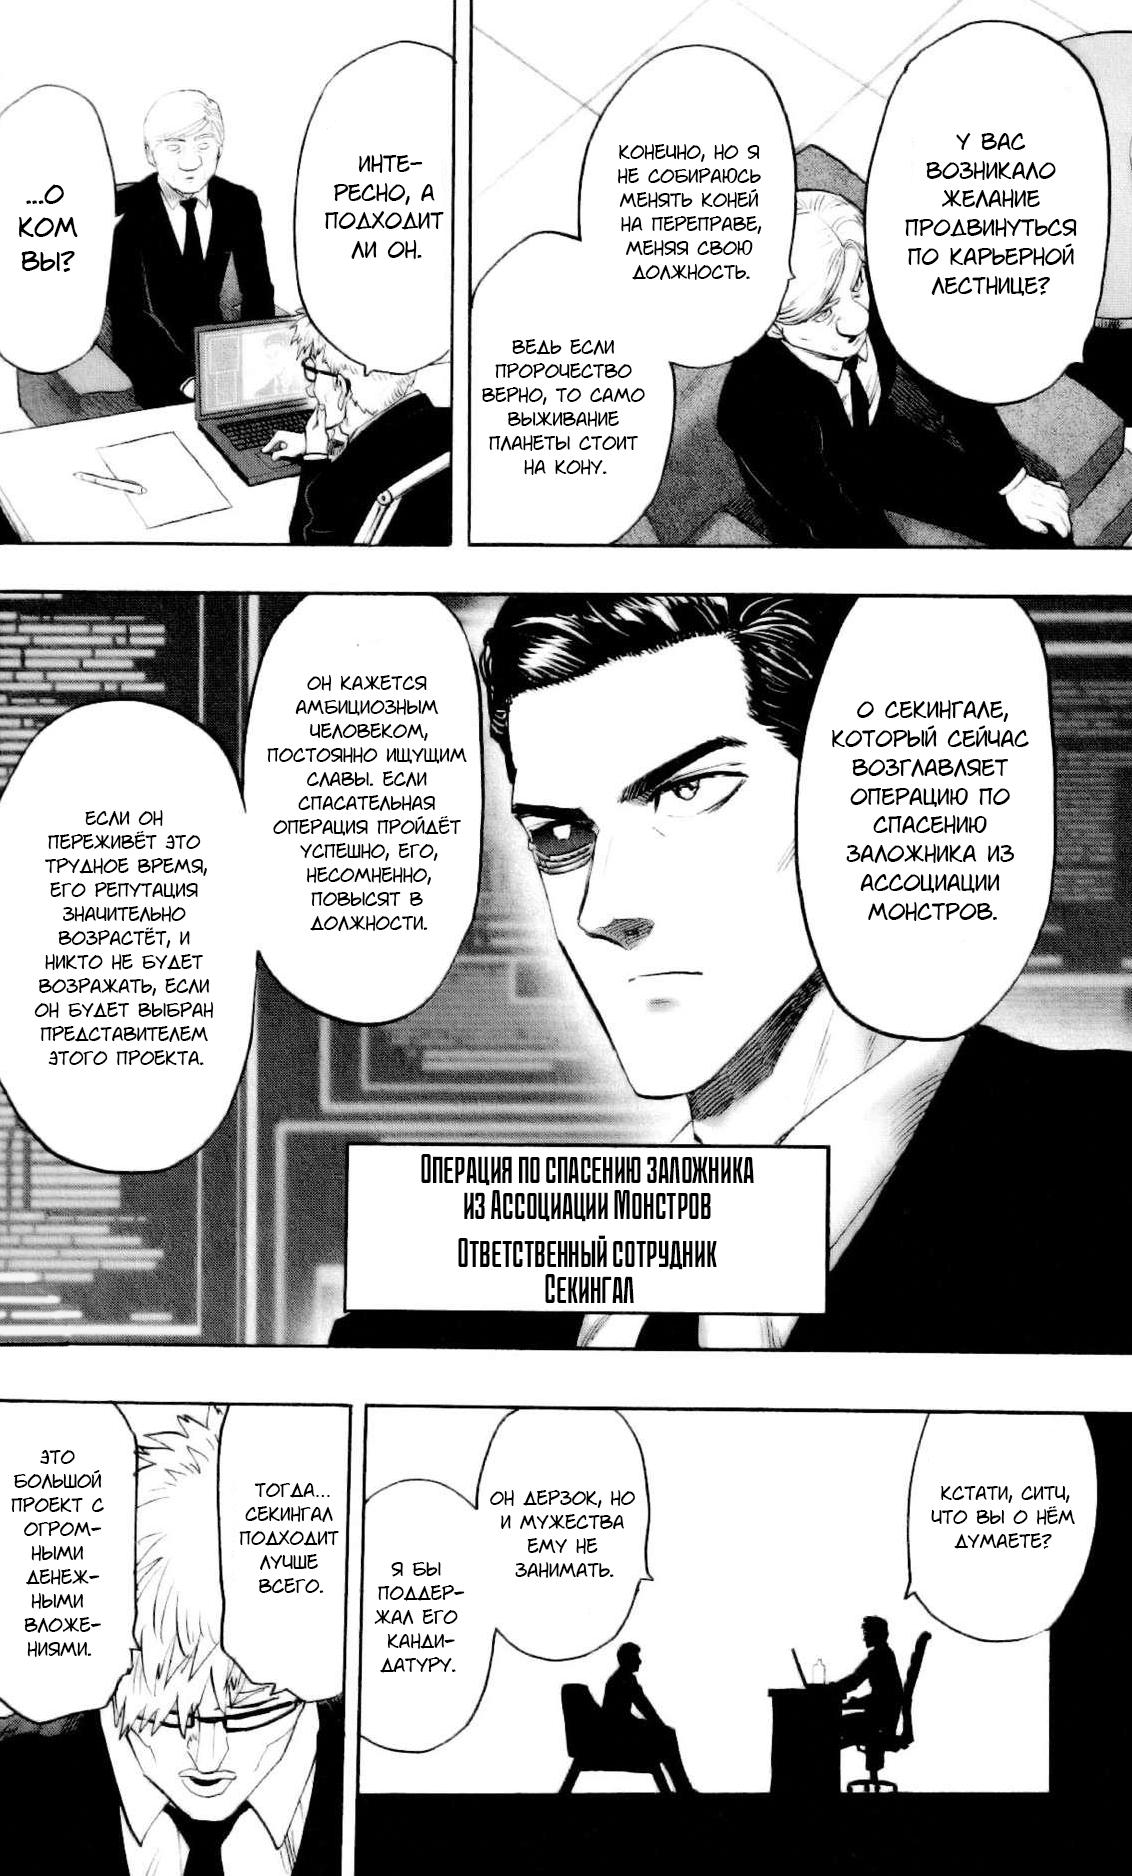 У ВАС
ВОЗНИКАЛО
ЖЕЛАНИЕ
ПРОДВИНУТЬСЯ
ПО КАРЬЕРНОЙ
ЛЕСТНИЦЕ?
КОНЕЧНО, НО Я
НЕ СОБИРАЮСЬ
МЕНЯТЬ КОНЕЙ
НА ПЕРЕПРАВЕ,
МЕНЯЯ СВОЮ
ДОЛЖНОСТЬ.
ВЕДЬ ЕСЛИ
ПРОРОЧЕСТВО
ВЕРНО, ТО САМО
ВЫЖИВАНИЕ
ПЛАНЕТЫ СТОИТ
НА КОНУ.
ИНТЕ-
РЕСНО, А
ПОДХОДИТ
ЛИ ОН.
...О
КОМ
ВЫ?
О СЕКИНГАЛЕ,
КОТОРЫЙ СЕЙЧАС
ВОЗГЛАВЛЯЕТ
ОПЕРАЦИЮ ПО
СПАСЕНИЮ
ЗАЛОЖНИКА ИЗ
АССОЦИАЦИИ
МОНСТРОВ.
ОН КАЖЕТСЯ
АМБИЦИОЗНЫМ
ЧЕЛОВЕКОМ,
ПОСТОЯННО ИЩУЩИМ
СЛАВЫ. ЕСЛИ
СПАСАТЕЛЬНАЯ
ОПЕРАЦИЯ ПРОЙДЁТ
УСПЕШНО, ЕГО,
НЕСОМНЕННО,
ПОВЫСЯТ В
ДОЛЖНОСТИ.
ЕСЛИ ОН
ПЕРЕЖИВЁТ ЭТО
ТРУДНОЕ ВРЕМЯ,
ЕГО РЕПУТАЦИЯ
ЗНАЧИТЕЛЬНО
ВОЗРАСТЁТ, И
НИКТО НЕ БУДЕТ
ВОЗРАЖАТЬ, ЕСЛИ
ОН БУДЕТ ВЫБРАН
ПРЕДСТАВИТЕЛЕМ
ЭТОГО ПРОЕКТА.
ОПЕРАЦИЯ ПО СПАСЕНИЮ ЗАЛОЖНИКА
ИЗ АССОЦИАЦИИ МОНСТРОВ
ОТВЕТСТВЕННЫЙ СОТРУДНИК
СЕКИНГАЛ
КСТАТИ, СИТЧ,
ЧТО ВЫ О НЁМ
ДУМАЕТЕ?
ОН ДЕРЗОК, НО
И МУЖЕСТВА
ЕМУ НЕ
ЗАНИМАТЬ.
Я БЫ
ПОДДЕР-
ЖАЛ ЕГО
КАНДИ-
ДАТУРУ.
ТОГДА...
СЕКИНГАЛ
ПОДХОДИТ
ЛУЧШЕ
ВСЕГО.
ЭТО
БОЛЬШОЙ
ПРОЕКТ С
ОГРОМ-
НЫМИ
ДЕНЕЖ-
НЫМИ
ВЛОЖЕ-
НИЯМИ.